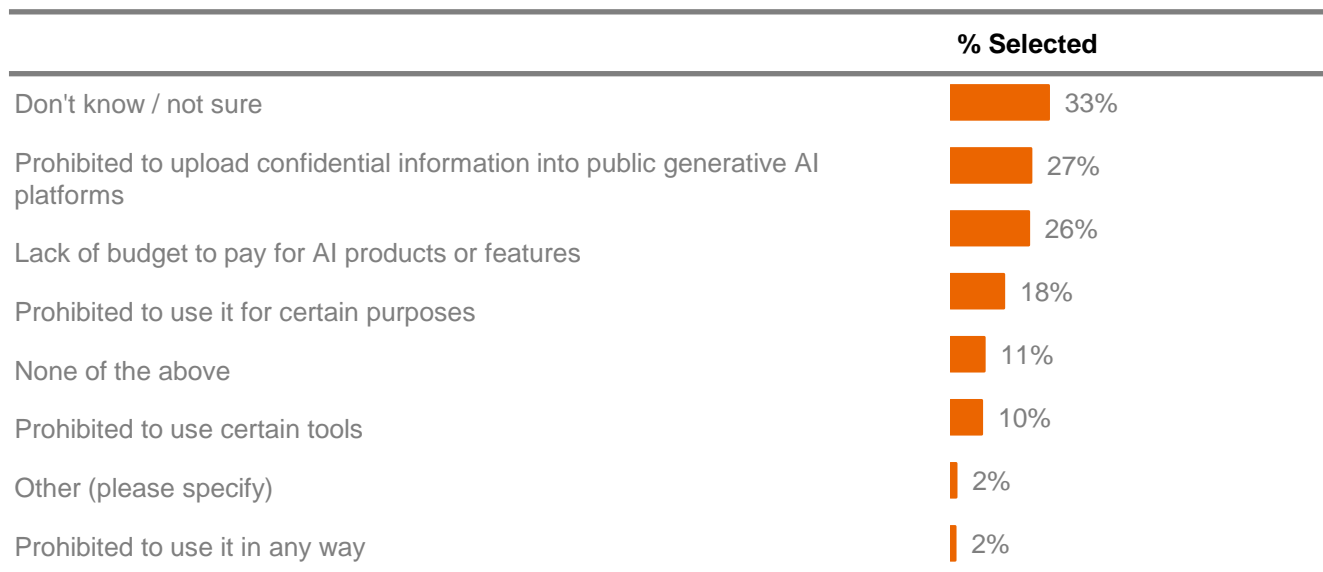 % Selected
Don't know / not sure 33%
Prohibited to upload confidential information into public generative AI 27%
platforms
Lack of budget to pay for AI products or features 26%
Prohibited to use it for certain purposes 18%
None of the above 11%
Prohibited to use certain tools 10%
Other (please specify) 2%
Prohibited to use it in any way 2%